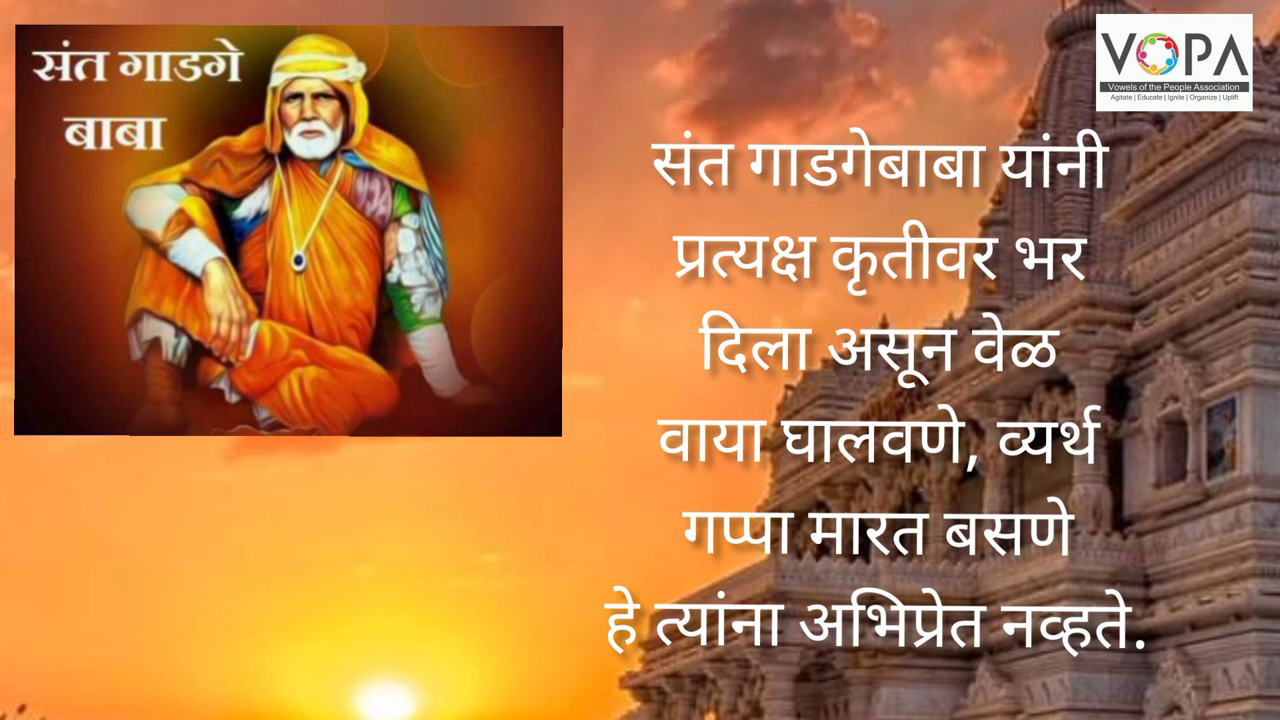 संत गाडगे
बाबा
VOPA
Vowels of the People Association
Agitate | Educate | Ignite | Organize | Uplift
संत गाडगेबाबा यांनी
प्रत्यक्ष कृतीवर भर
दिला असून वेळ
वाया घालवणे, व्यर्थ
गप्पा मारत बसणे
हे त्यांना अभिप्रेत नव्हते.